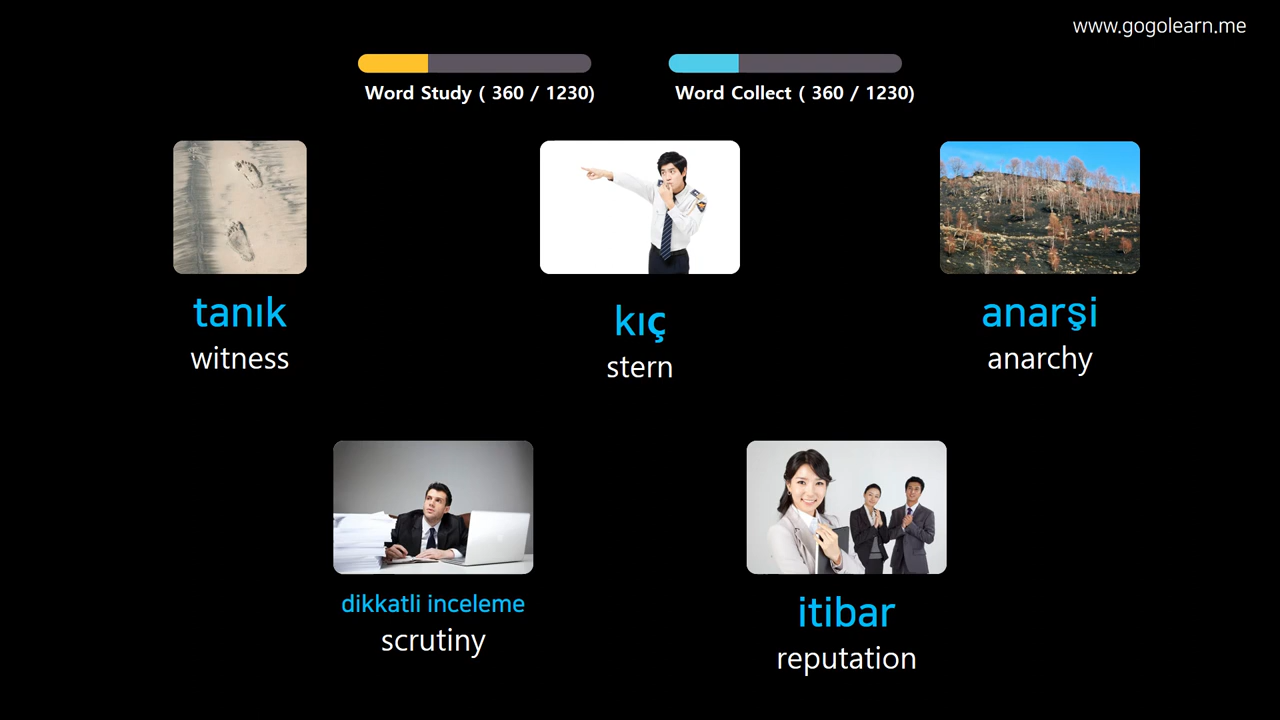 www.gogolearn.me
Word Study ( 360 / 1230)
Word Collect ( 360 / 1230)
tanık
witness
kıç
stern
anarşi
anarchy
dikkatli inceleme
scrutiny
itibar
reputation